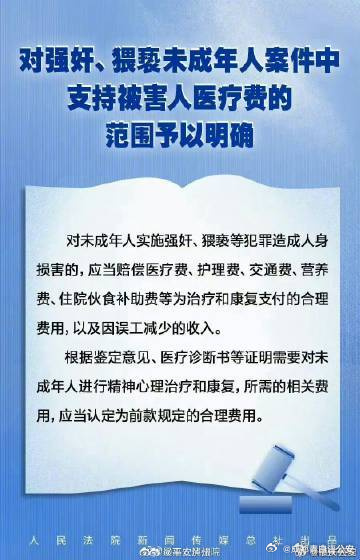 对强奸、猥亵未成年人案件中
支持被害人医疗费的
范围予以明确
对未成年人实施强奸、猥亵等犯罪造成人身
损害的，应当赔偿医疗费、护理费、交通费、营养
费、住院伙食补助费等为治疗和康复支付的合理
费用，以及因误工减少的收入。
根据鉴定意见、医疗诊断书等证明需要对未
成年人进行精神心理治疗和康复，所需的相关费
用，应当认定为前款规定的合理费用。
人民法院新闻传媒总社出品